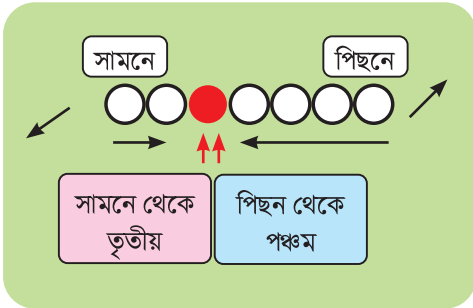 সামনে
পিছনে
সামনে থেকে
তৃতীয়
পিছন থেকে
পঞ্চম